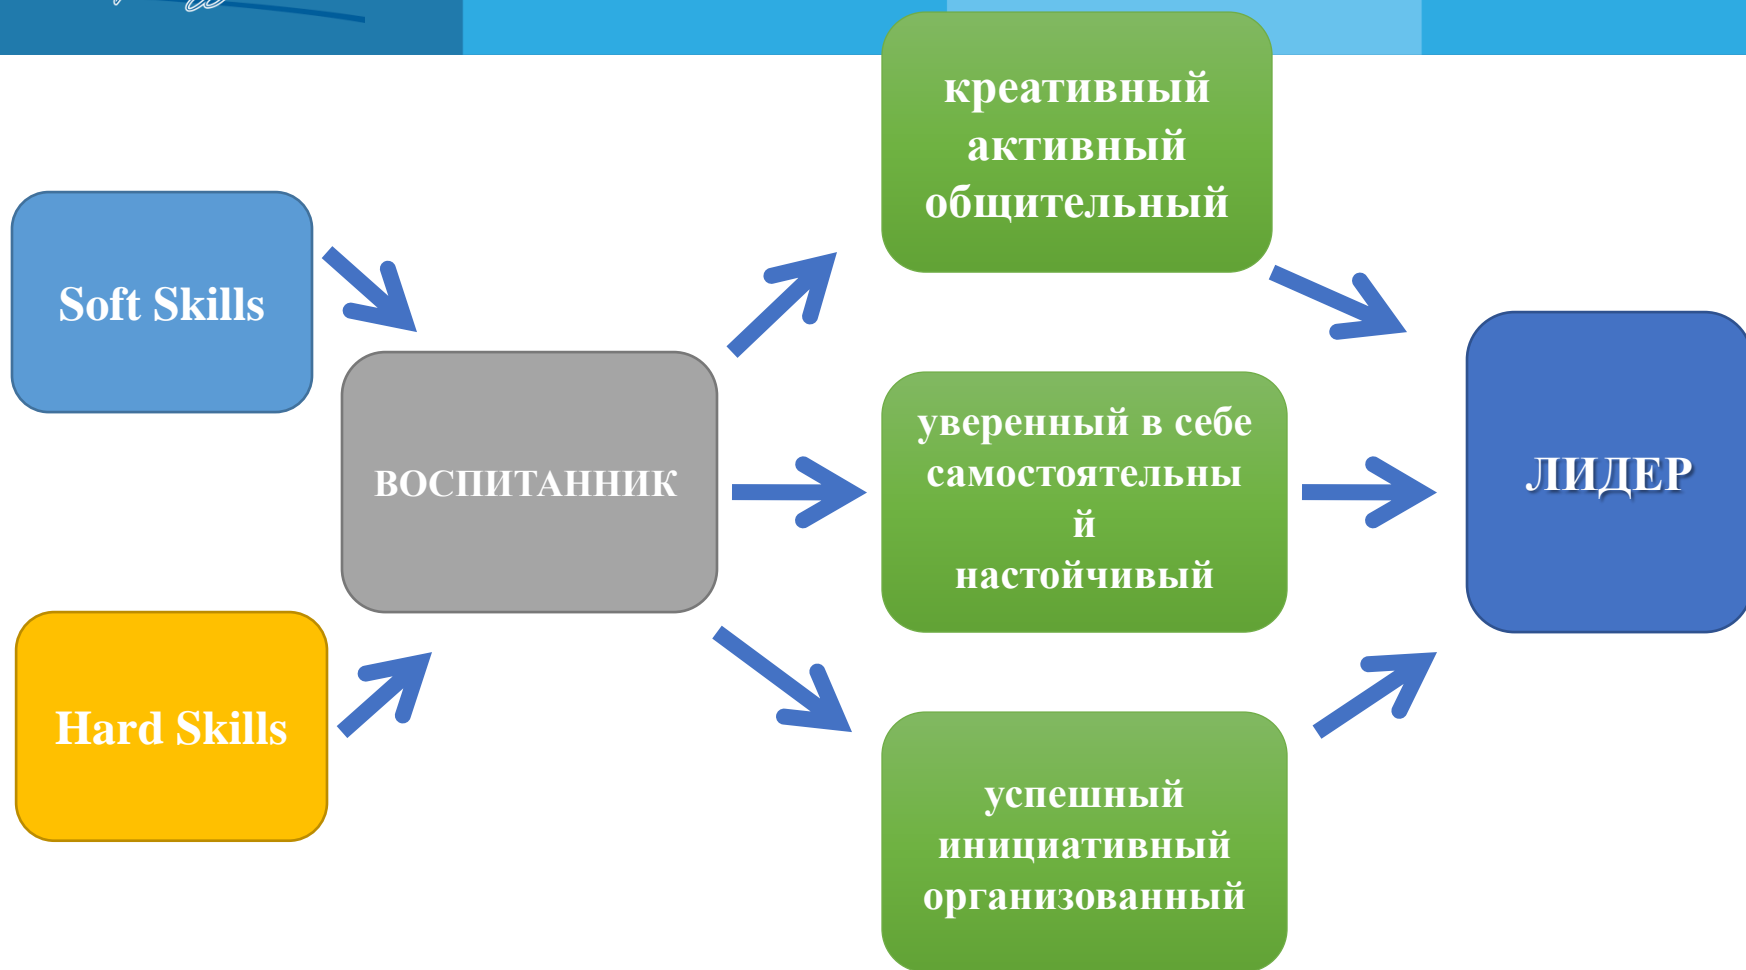 креативный
активный
общительный
Soft Skills
ВОСПИТАННИК
уверенный в себе
самостоятельны
й
настойчивый
ЛИДЕР
Hard Skills
успешный
инициативный
организованный